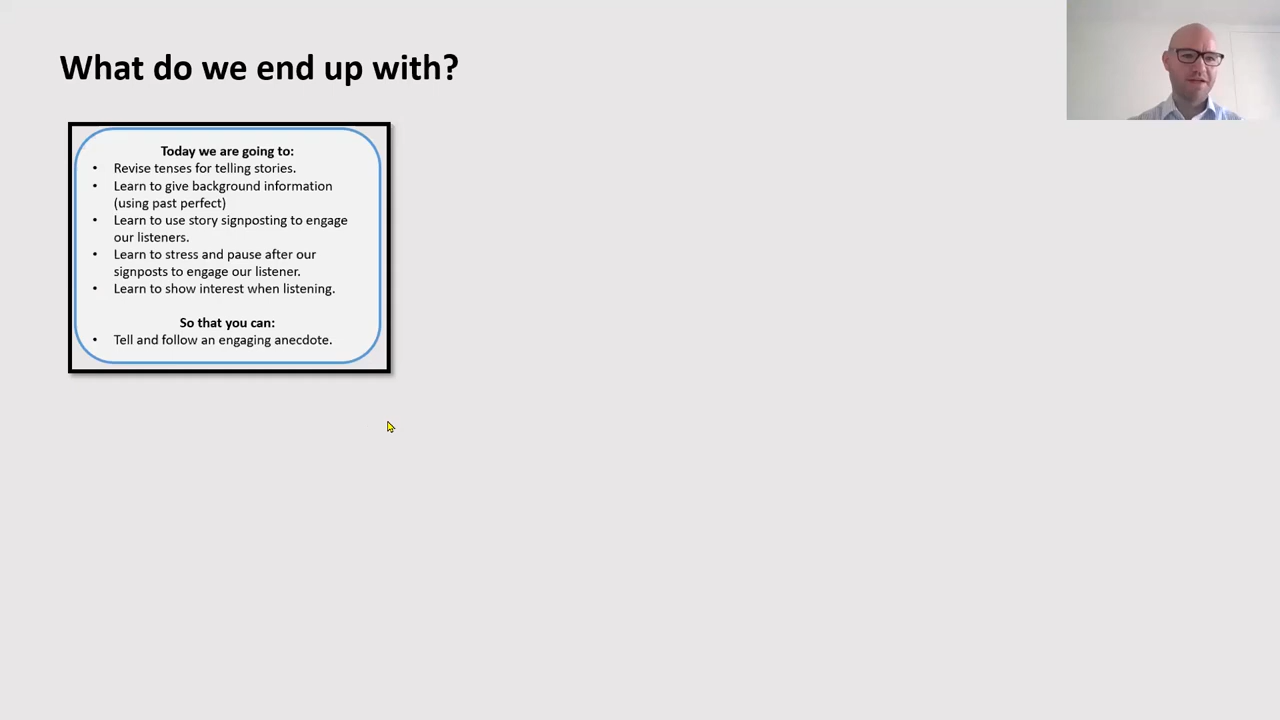 What do we end up with?
Today we are going to:
• Revise tenses for telling stories.
• Learn to give background information
(using past perfect)
• Learn to use story signposting to engage
our listeners.
• Learn to stress and pause after our
signposts to engage our listener.
• Learn to show interest when listening.
So that you can:
• Tell and follow an engaging anecdote.